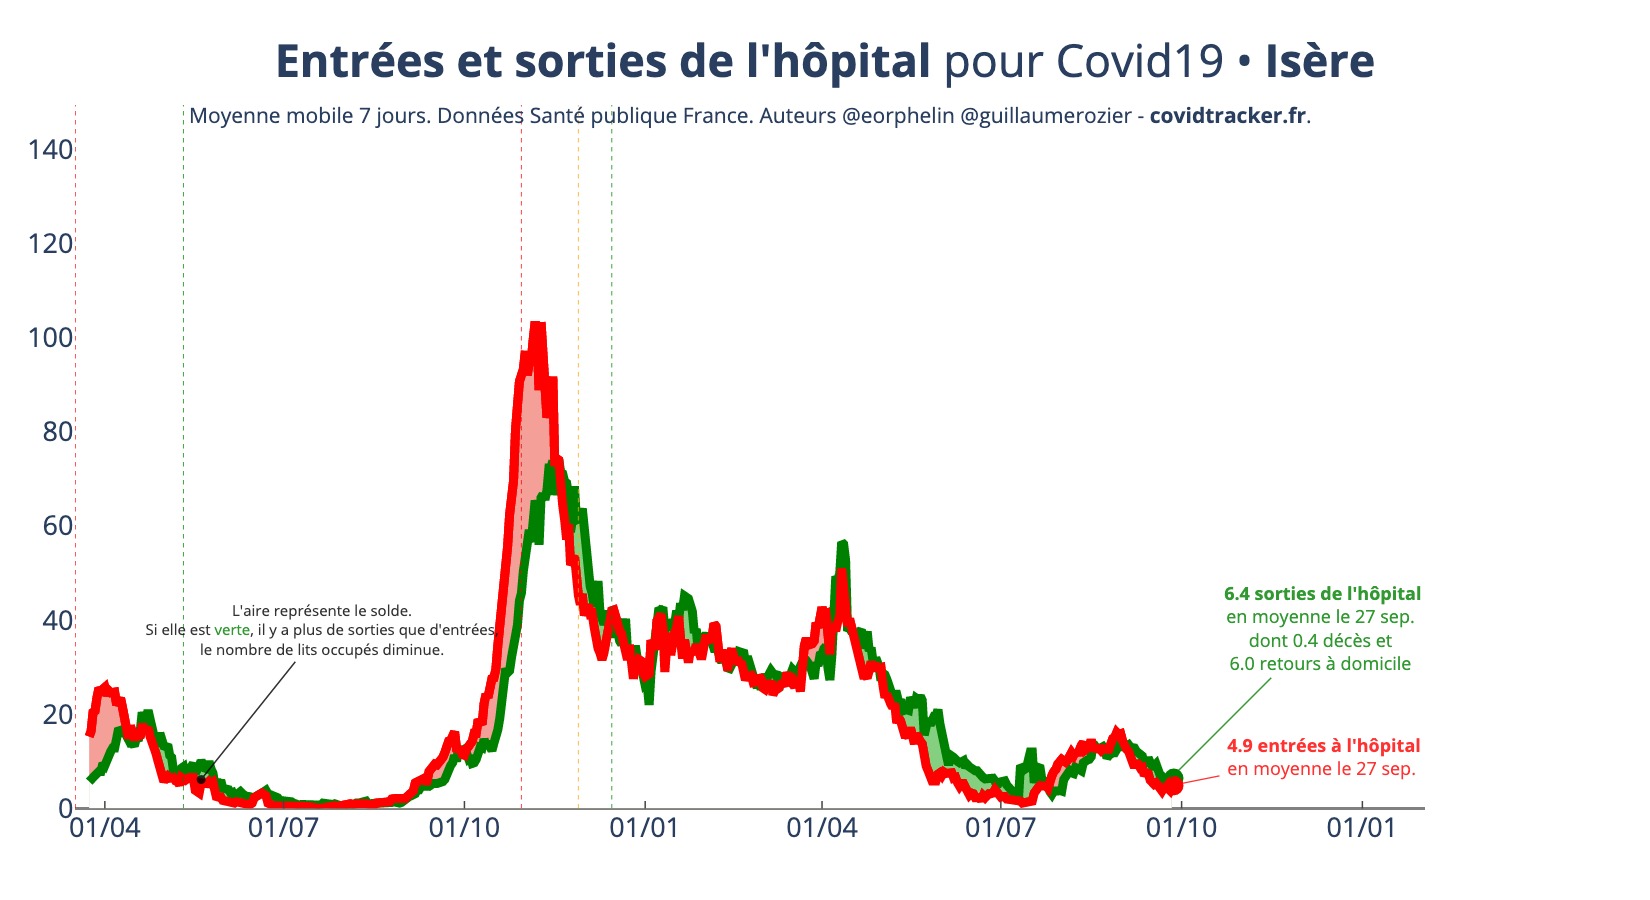 Entrées et sorties de l'hôpital pour Covid19 • Isère
Moyenne mobile 7 jours. Données Santé publique France. Auteurs @eorphelin @guillaumerozier - covidtracker.fr.
140
120
100
80
60
40
20
0
L'aire représente le solde.
Si elle est verte, il y a plus de sorties que d'entrées,
le nombre de lits occupés diminue.
6.4 sorties de l'hôpital
en moyenne le 27 sep.
dont 0.4 décès et
6.0 retours à domicile
4.9 entrées à l'hôpital
en moyenne le 27 sep.
01/04 01/07 01/10 01/01 01/04 01/07 01/10 01/01